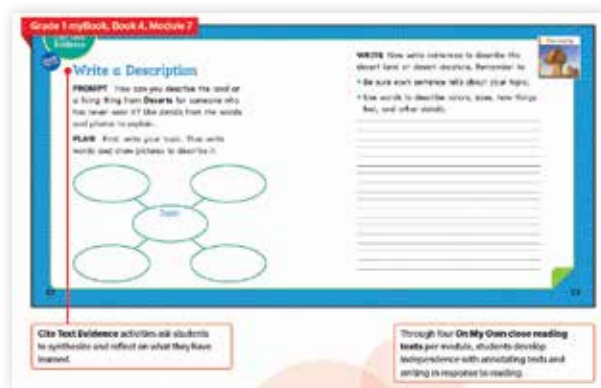 Grade 1 myBook, Book 4, Module 7
Evidence
Write a Description
PROMPT How can you describe the land or
a living thing from Deserts for someone who
has never seen it? Use details from the words
and photos to explain.
PLAN First, write your topic. Then write
words and draw pictures to describe it.
Topic
WRITE Now write sentences to describe the
desert land or desert creature. Remember to
• Be sure each sentence tells about your topic.
• Use words to describe colors, sizes, how things
feel, and other details.
Cite Text Evidence activities ask students
to synthesize and reflect on what they have
learned.
Through four On My Own close reading
texts per module, students develop
independence with annotating texts and
writing in response to reading.